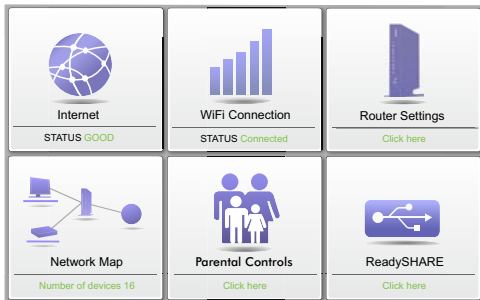 Internet
STATUS GOOD
WiFi Connection
STATUS Connected
Router Settings
Click here
Network Map
Number of devices 16
Parental Controls
Click here
ReadySHARE
Click here